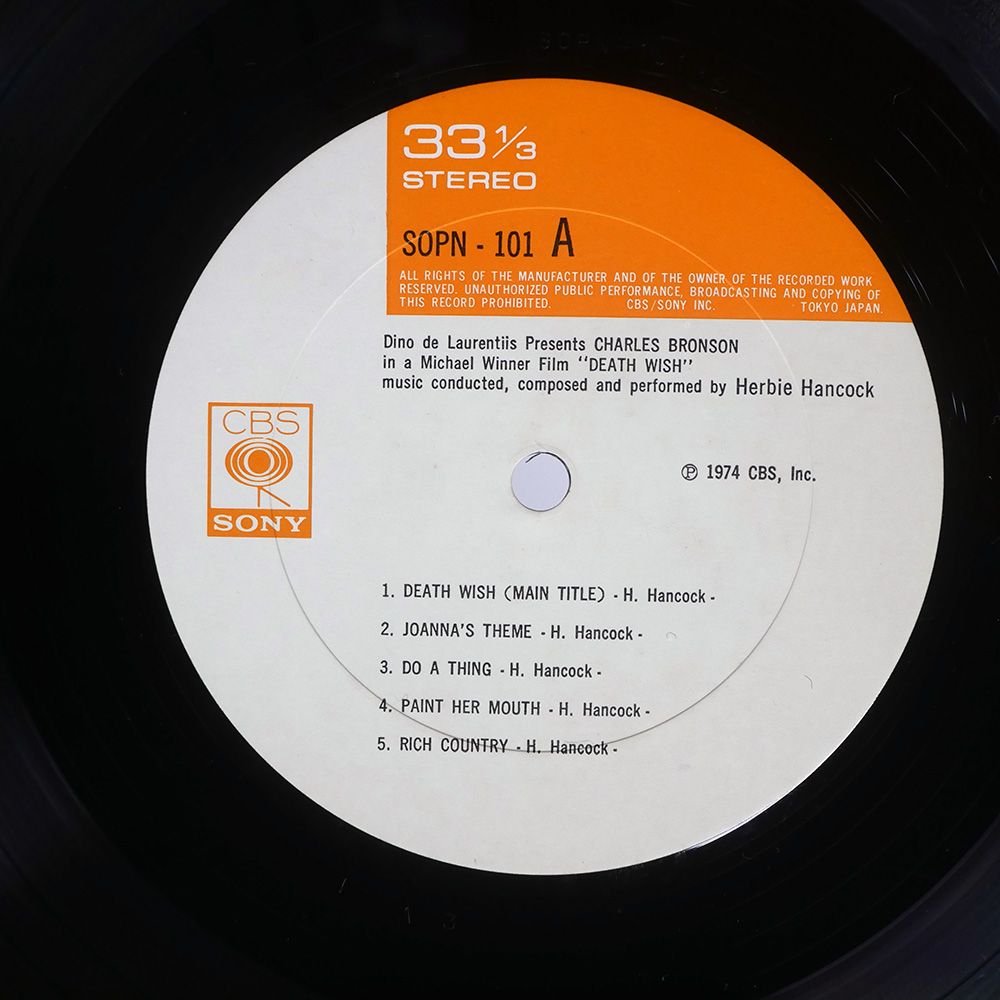 33 1/3
STEREO
SOPN - 101 A
ALL RIGHTS OF THE MANUFACTURER AND OF THE OWNER OF THE RECORDED WORK
RESERVED. UNAUTHORIZED PUBLIC PERFORMANCE, BROADCASTING AND COPYING OF
THIS RECORD PROHIBITED. CBS/SONY INC. TOKYO JAPAN.
Dino de Laurentiis Presents CHARLES BRONSON
in a Michael Winner Film "DEATH WISH"
music conducted, composed and performed by Herbie Hancock
CBS
SONY
℗ 1974 CBS, Inc.
1. DEATH WISH (MAIN TITLE) - H. Hancock -
2. JOANNA'S THEME - H. Hancock -
3. DO A THING - H. Hancock -
4. PAINT HER MOUTH - H. Hancock -
5. RICH COUNTRY - H. Hancock -